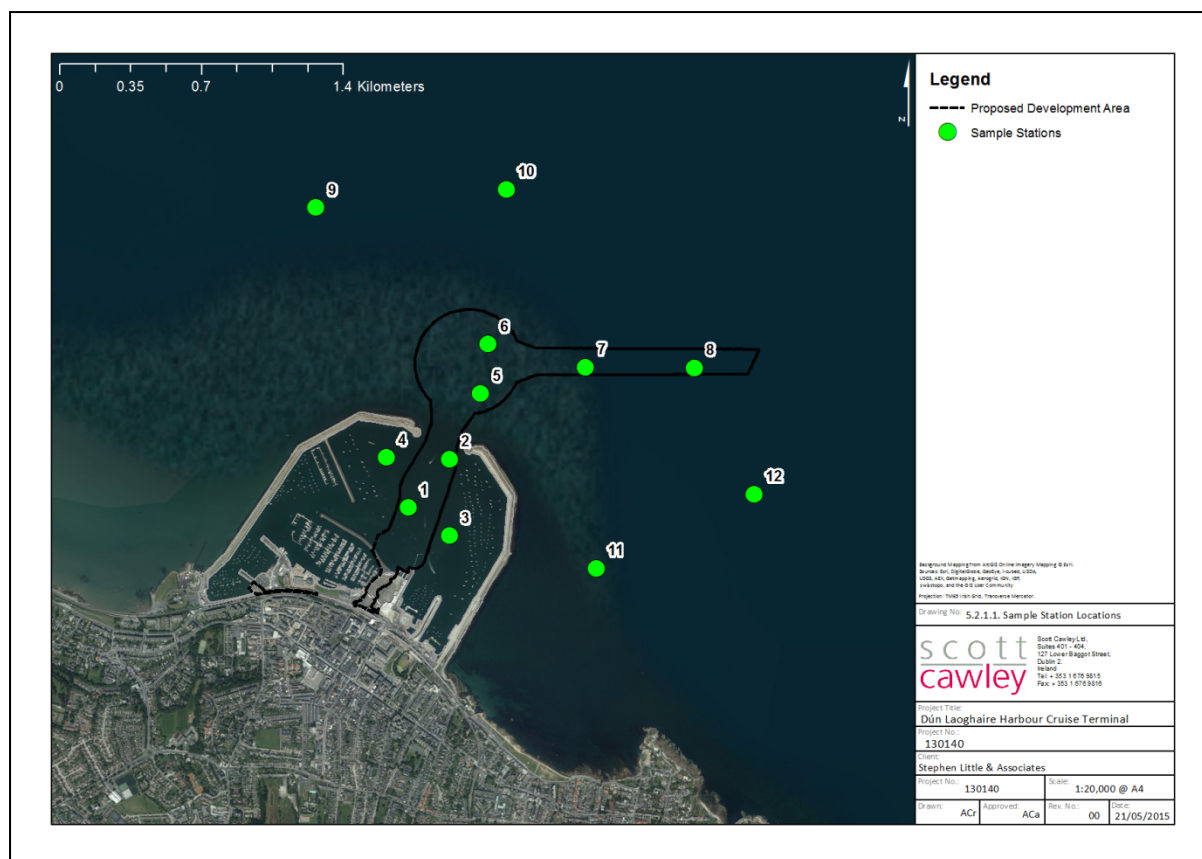 0 0.35 0.7 1.4 Kilometers
N
9
10
6
7
8
5
4
2
1
3
12
11
Legend
Proposed Development Area
Sample Stations
Background Mapping from ArcGIS Online Imagery Mapping © Esri.
Projection: TM65 Irish Grid, Transverse Mercator.
Drawing No: 5.2.1.1. Sample Station Locations
scott
cawley
Scott Cawley Ltd,
Suites 401 - 404,
127 Lower Baggot Street,
Dublin 2.
Ireland
Tel: + 353 1 676 9815
Fax: + 353 1 676 9816
Project Title:
Dún Laoghaire Harbour Cruise Terminal
Project No.:
130140
Client:
Stephen Little & Associates
Project No.: 130140
Scale: 1:20,000 @ A4
Drawn: ACr
Approved: ACa
Rev. No.: 00
Date: 21/05/2015